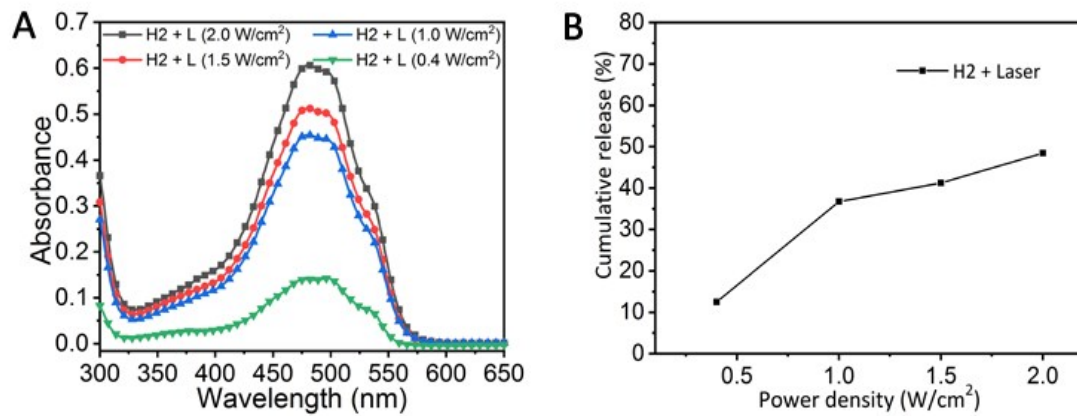 A
H2 + L (2.0 W/cm²) H2 + L (1.0 W/cm²)
H2 + L (1.5 W/cm²) H2 + L (0.4 W/cm²)
Absorbance
0.7
0.6
0.5
0.4
0.3
0.2
0.1
0.0
300 350 400 450 500 550 600 650
Wavelength (nm)
B
H2 + Laser
Cumulative release (%)
80
70
60
50
40
30
20
10
0
0.5 1.0 1.5 2.0
Power density (W/cm²)